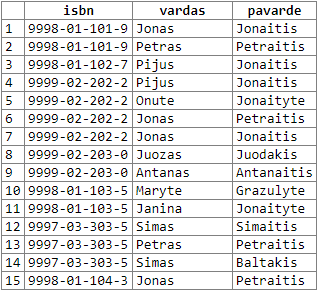 isbn vardas pavarde
1 9998-01-101-9 Jonas Jonaitis
2 9998-01-101-9 Petras Petraitis
3 9998-01-102-7 Pijus Jonaitis
4 9999-02-202-2 Pijus Jonaitis
5 9999-02-202-2 Onute Jonaityte
6 9999-02-202-2 Jonas Petraitis
7 9999-02-202-2 Jonas Jonaitis
8 9999-02-203-0 Juozas Juodakis
9 9999-02-203-0 Antanas Antanaitis
10 9998-01-103-5 Maryte Grazulyte
11 9998-01-103-5 Janina Jonaityte
12 9997-03-303-5 Simas Simaitis
13 9997-03-303-5 Petras Petraitis
14 9997-03-303-5 Simas Baltakis
15 9998-01-104-3 Jonas Petraitis